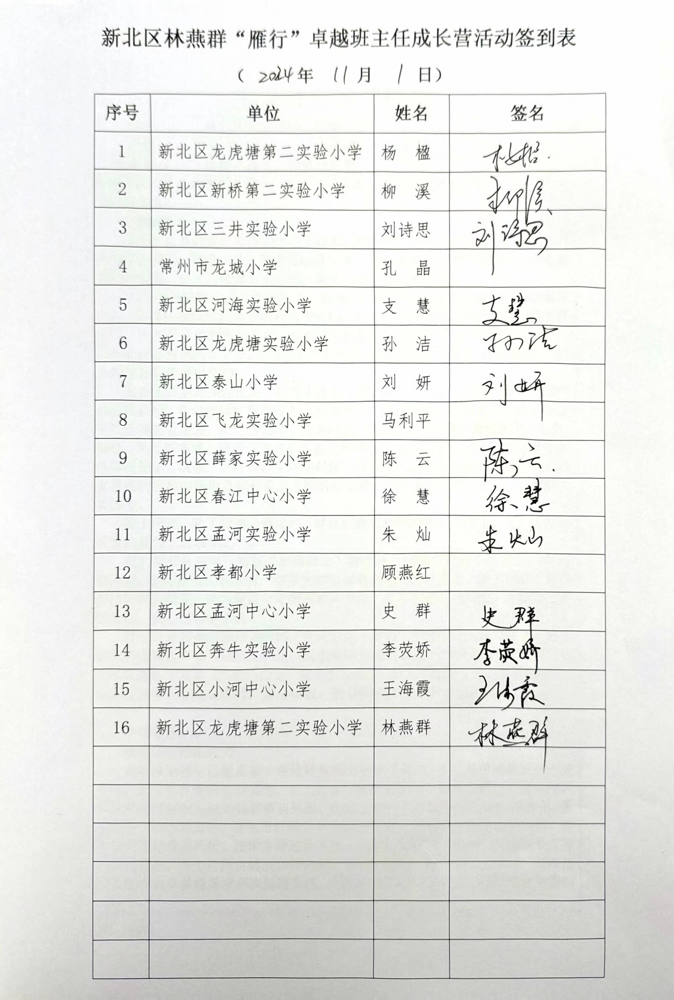 新北区林燕群“雁行”卓越班主任成长营活动签到表
（ 2024年 11月 1日）
序号 单位 姓名 签名
1 新北区龙虎塘第二实验小学 杨 楹
2 新北区新桥第二实验小学 柳 溪 柳溪
3 新北区三井实验小学 刘诗思 刘诗思
4 常州市龙城小学 孔 晶
5 新北区河海实验小学 支 慧 支慧
6 新北区龙虎塘实验小学 孙 洁 孙洁
7 新北区泰山小学 刘 妍 刘妍
8 新北区飞龙实验小学 马利平
9 新北区薛家实验小学 陈 云 陈云
10 新北区春江中心小学 徐 慧 徐慧
11 新北区孟河实验小学 朱 灿 朱灿
12 新北区孝都小学 顾燕红
13 新北区孟河中心小学 史 群 史群
14 新北区奔牛实验小学 李荧娇 李荧娇
15 新北区小河中心小学 王海霞 王海霞
16 新北区龙虎塘第二实验小学 林燕群 林燕群